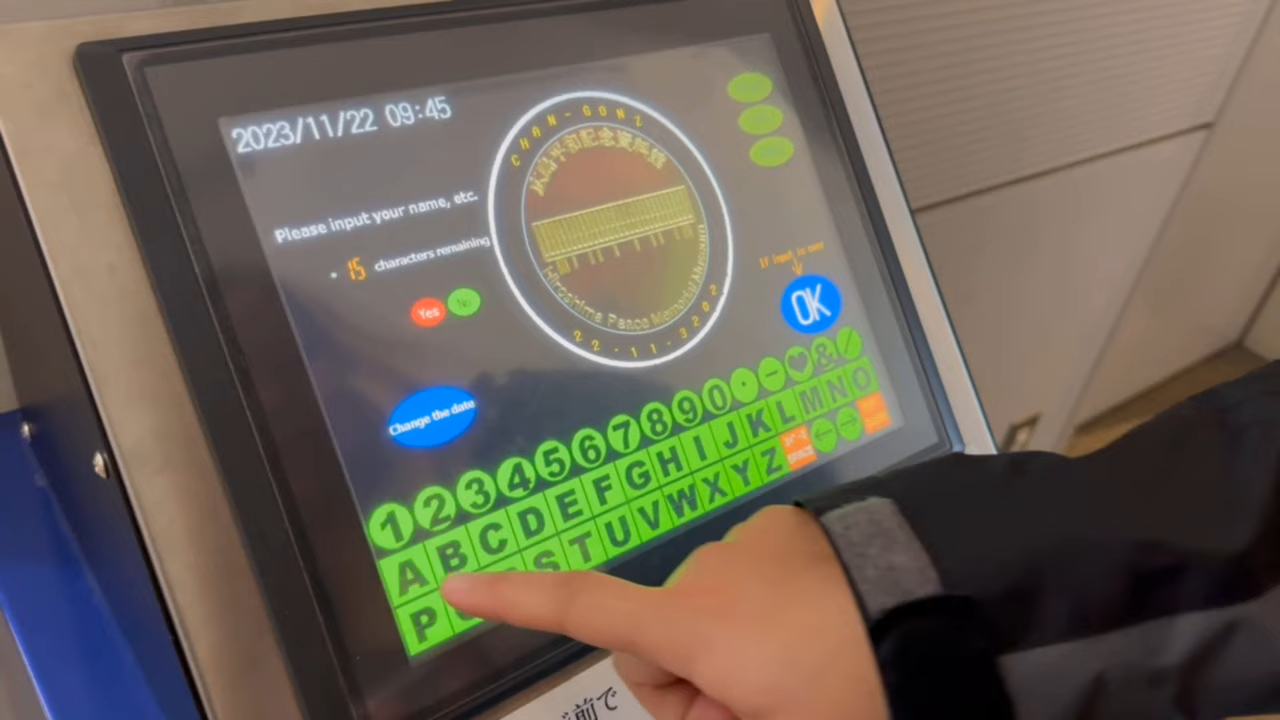 2023/11/22 09:45
CHAN-GONZ
広島平和記念資料館
Hiroshima Peace Memorial Museum
22-11-3202
Please input your name, etc.
15 characters remaining
Yes No
If input is over
OK
Change the date
1 2 3 4 5 6 7 8 9 0 · - ♥ & /
A B C D E F G H I J K L M N O
P S T U V W X Y Z ← →
前で